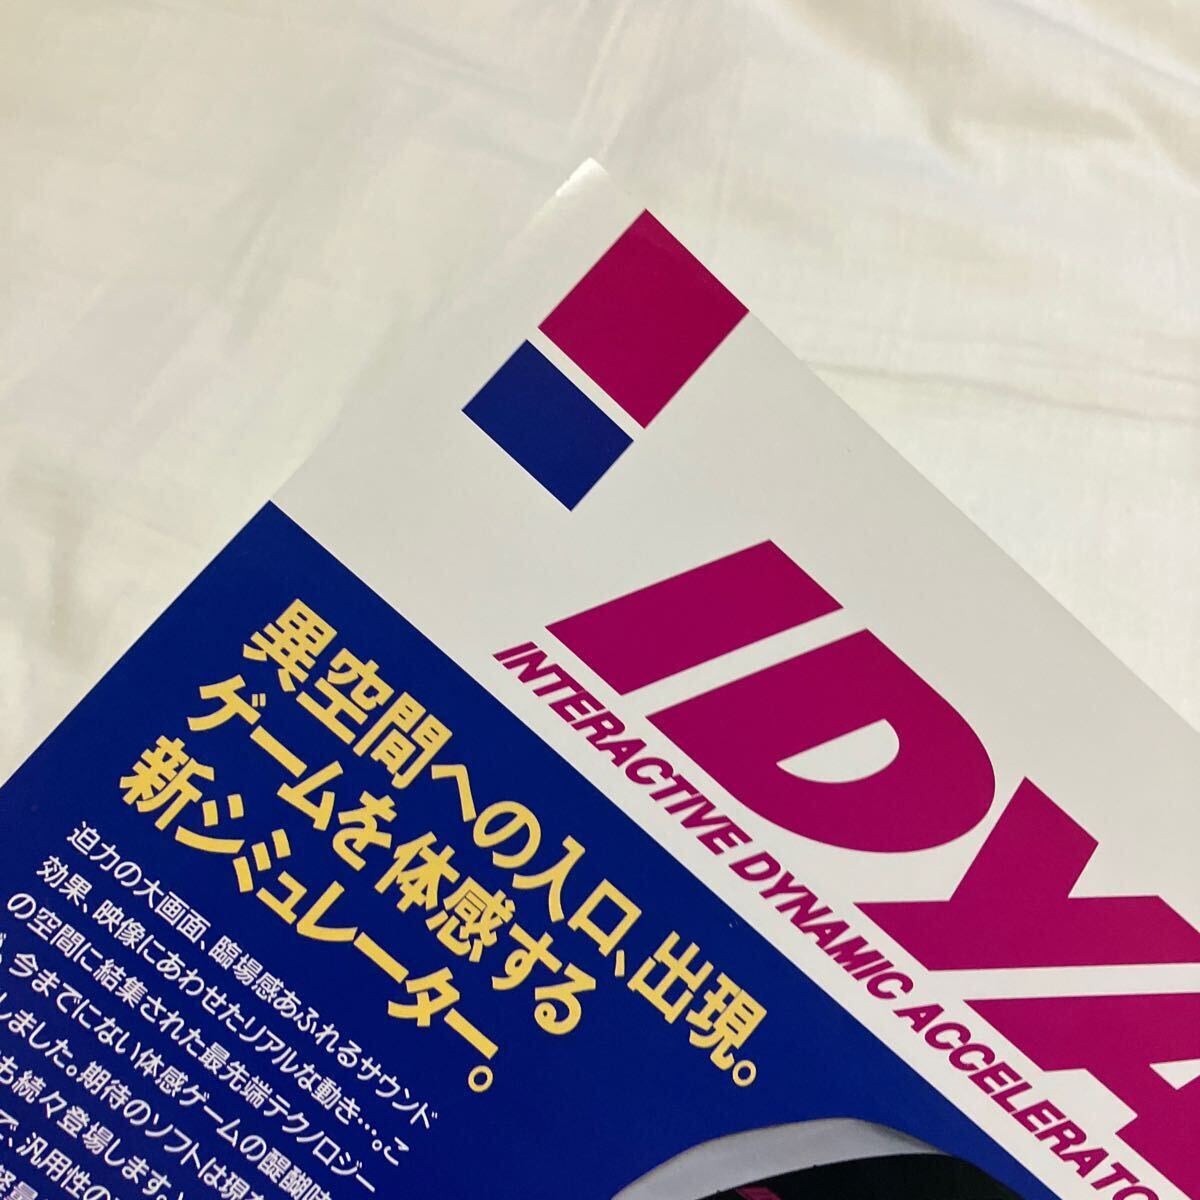 IDYA
INTERACTIVE DYNAMIC ACCELERATO
異空間への入口、出現。
ゲームを体感する
新シミュレーター。
迫力の大画面、臨場感あふれるサウンド
効果、映像にあわせたリアルな動き…。こ
の空間に結集された最先端テクノロジー
、今までにない体感ゲームの醍醐味
しました。期待のソフトは現在
も続々登場します。
で、汎用性の
軽量